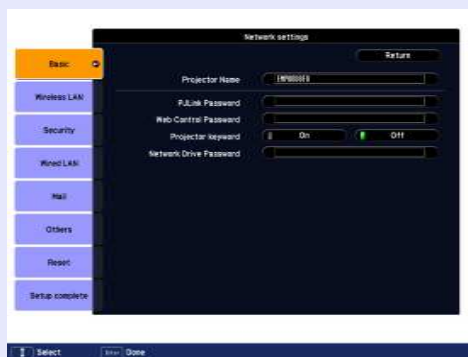 Network settings
Return
Basic
Projector Name
Wireless LAN
PJLink Password
Web Control Password
Security
Projector keyword On Off
Network Drive Password
Wired LAN
Mail
Others
Reset
Setup complete
Select Enter Done